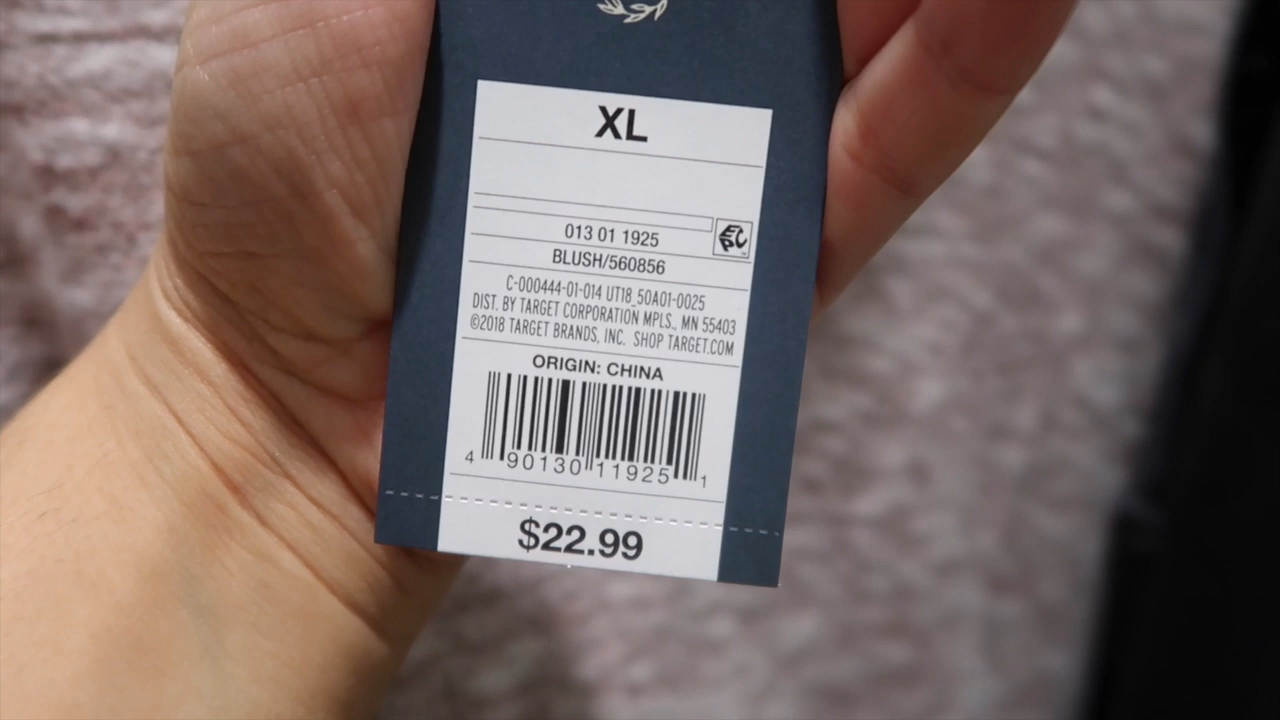 XL
013 01 1925
EPC
BLUSH/560856
C-000444-01-014 UT18_50A01-0025
DIST. BY TARGET CORPORATION MPLS., MN 55403
©2018 TARGET BRANDS, INC. SHOP TARGET.COM
ORIGIN: CHINA
4 90130 11925 1
$22.99